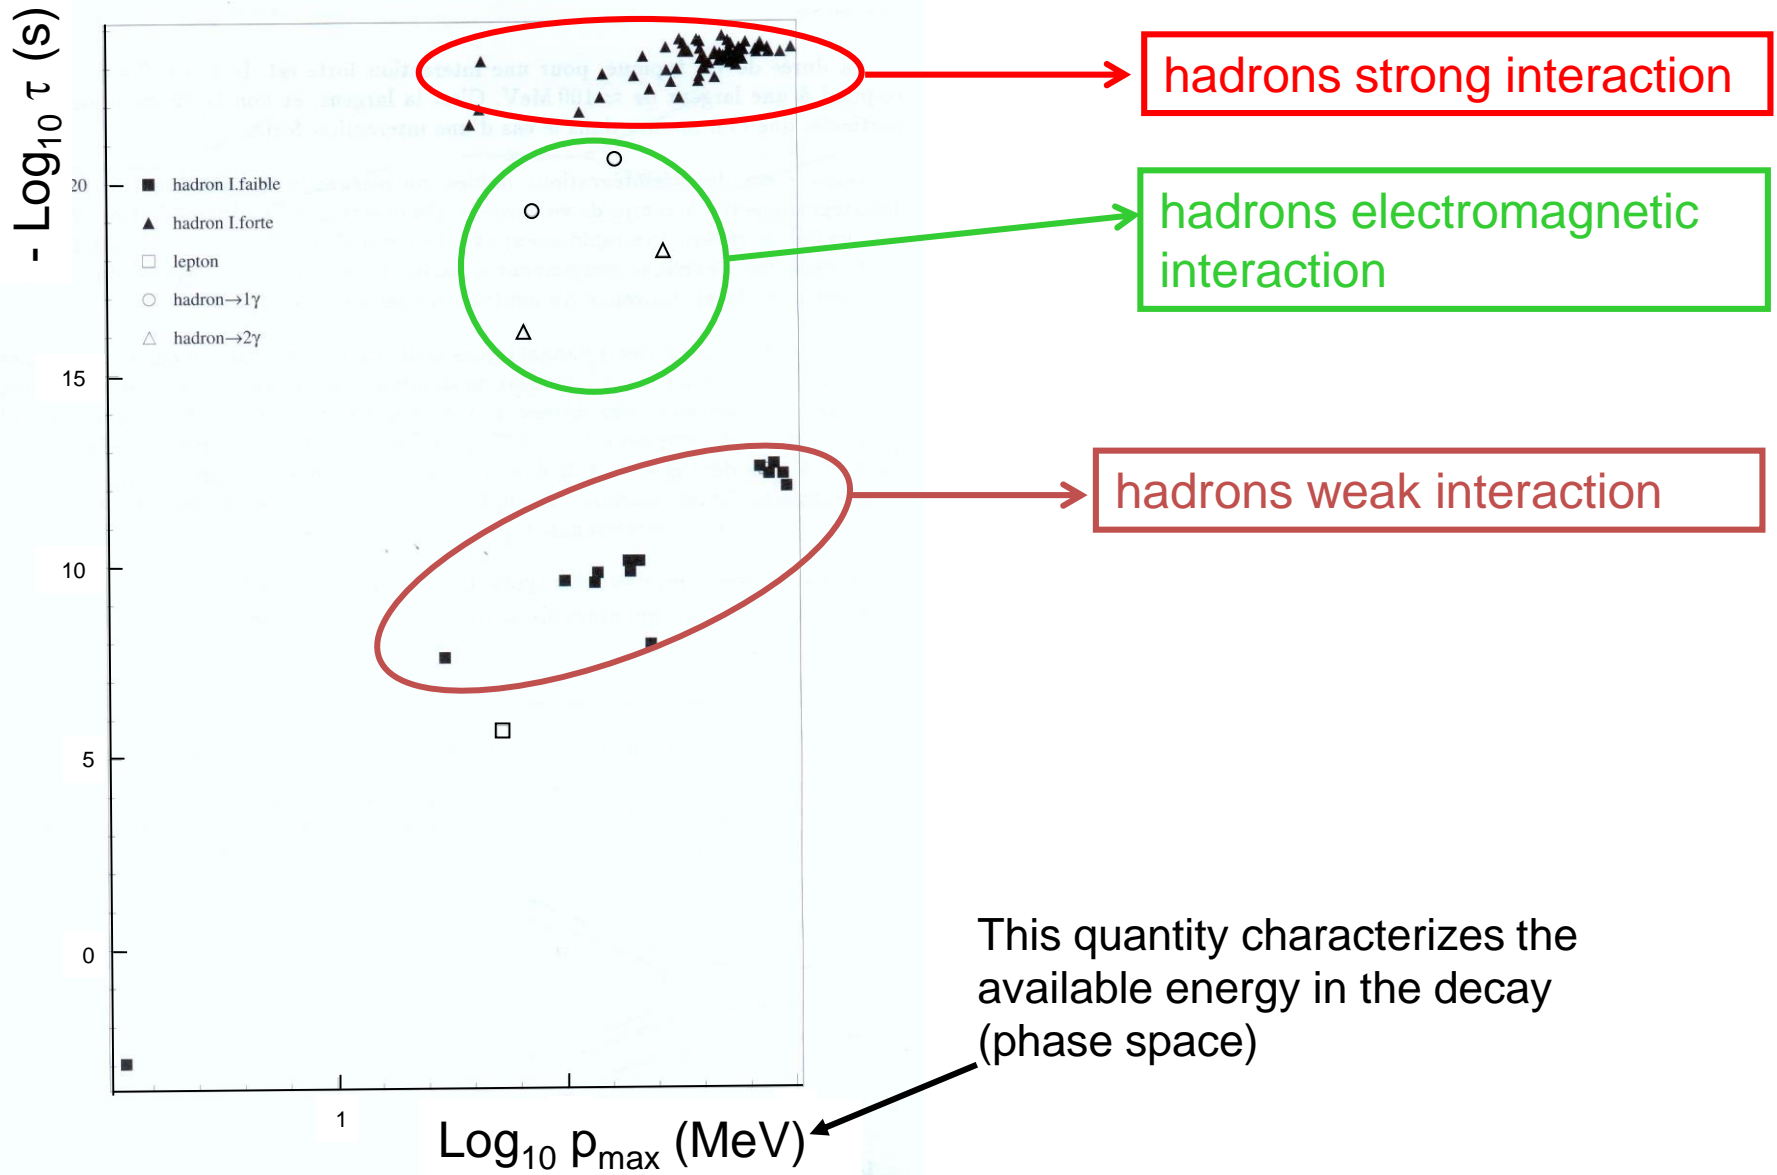 - Log10 τ (s)
hadrons strong interaction
20
hadron I.faible
hadron I.forte
lepton
hadron→1γ
hadron→2γ
hadrons electromagnetic
interaction
15
hadrons weak interaction
10
5
0
This quantity characterizes the
available energy in the decay
(phase space)
1
Log10 pmax (MeV)